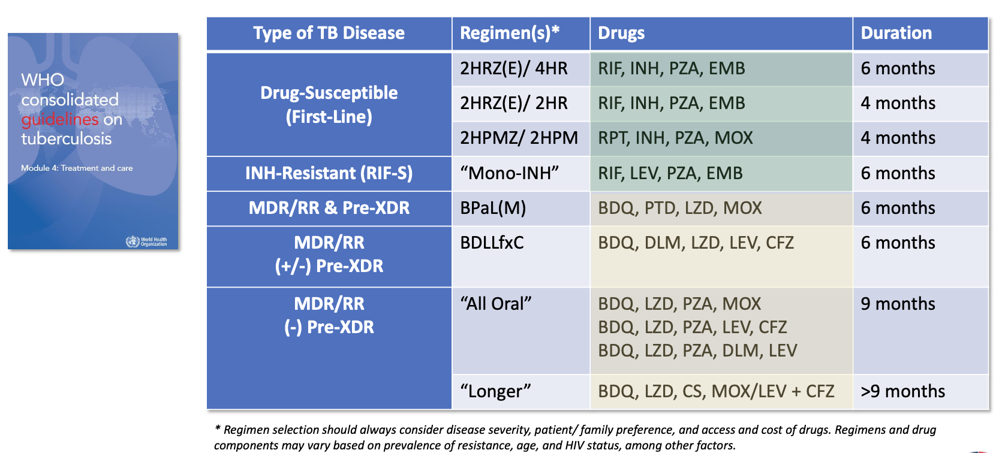 WHO
consolidated
guidelines on
tuberculosis
Module 4: Treatment and care
World Health
Organization
Type of TB Disease Regimen(s)* Drugs Duration
Drug-Susceptible
(First-Line)
2HRZ(E)/ 4HR RIF, INH, PZA, EMB 6 months
2HRZ(E)/ 2HR RIF, INH, PZA, EMB 4 months
2HPMZ/ 2HPM RPT, INH, PZA, MOX 4 months
INH-Resistant (RIF-S) “Mono-INH” RIF, LEV, PZA, EMB 6 months
MDR/RR & Pre-XDR BPaL(M) BDQ, PTD, LZD, MOX 6 months
MDR/RR BDLLfxC BDQ, DLM, LZD, LEV, CFZ 6 months
(+/-) Pre-XDR
MDR/RR “All Oral” BDQ, LZD, PZA, MOX 9 months
(-) Pre-XDR BDQ, LZD, PZA, LEV, CFZ
BDQ, LZD, PZA, DLM, LEV
“Longer” BDQ, LZD, CS, MOX/LEV + CFZ >9 months
* Regimen selection should always consider disease severity, patient/ family preference, and access and cost of drugs. Regimens and drug
components may vary based on prevalence of resistance, age, and HIV status, among other factors.